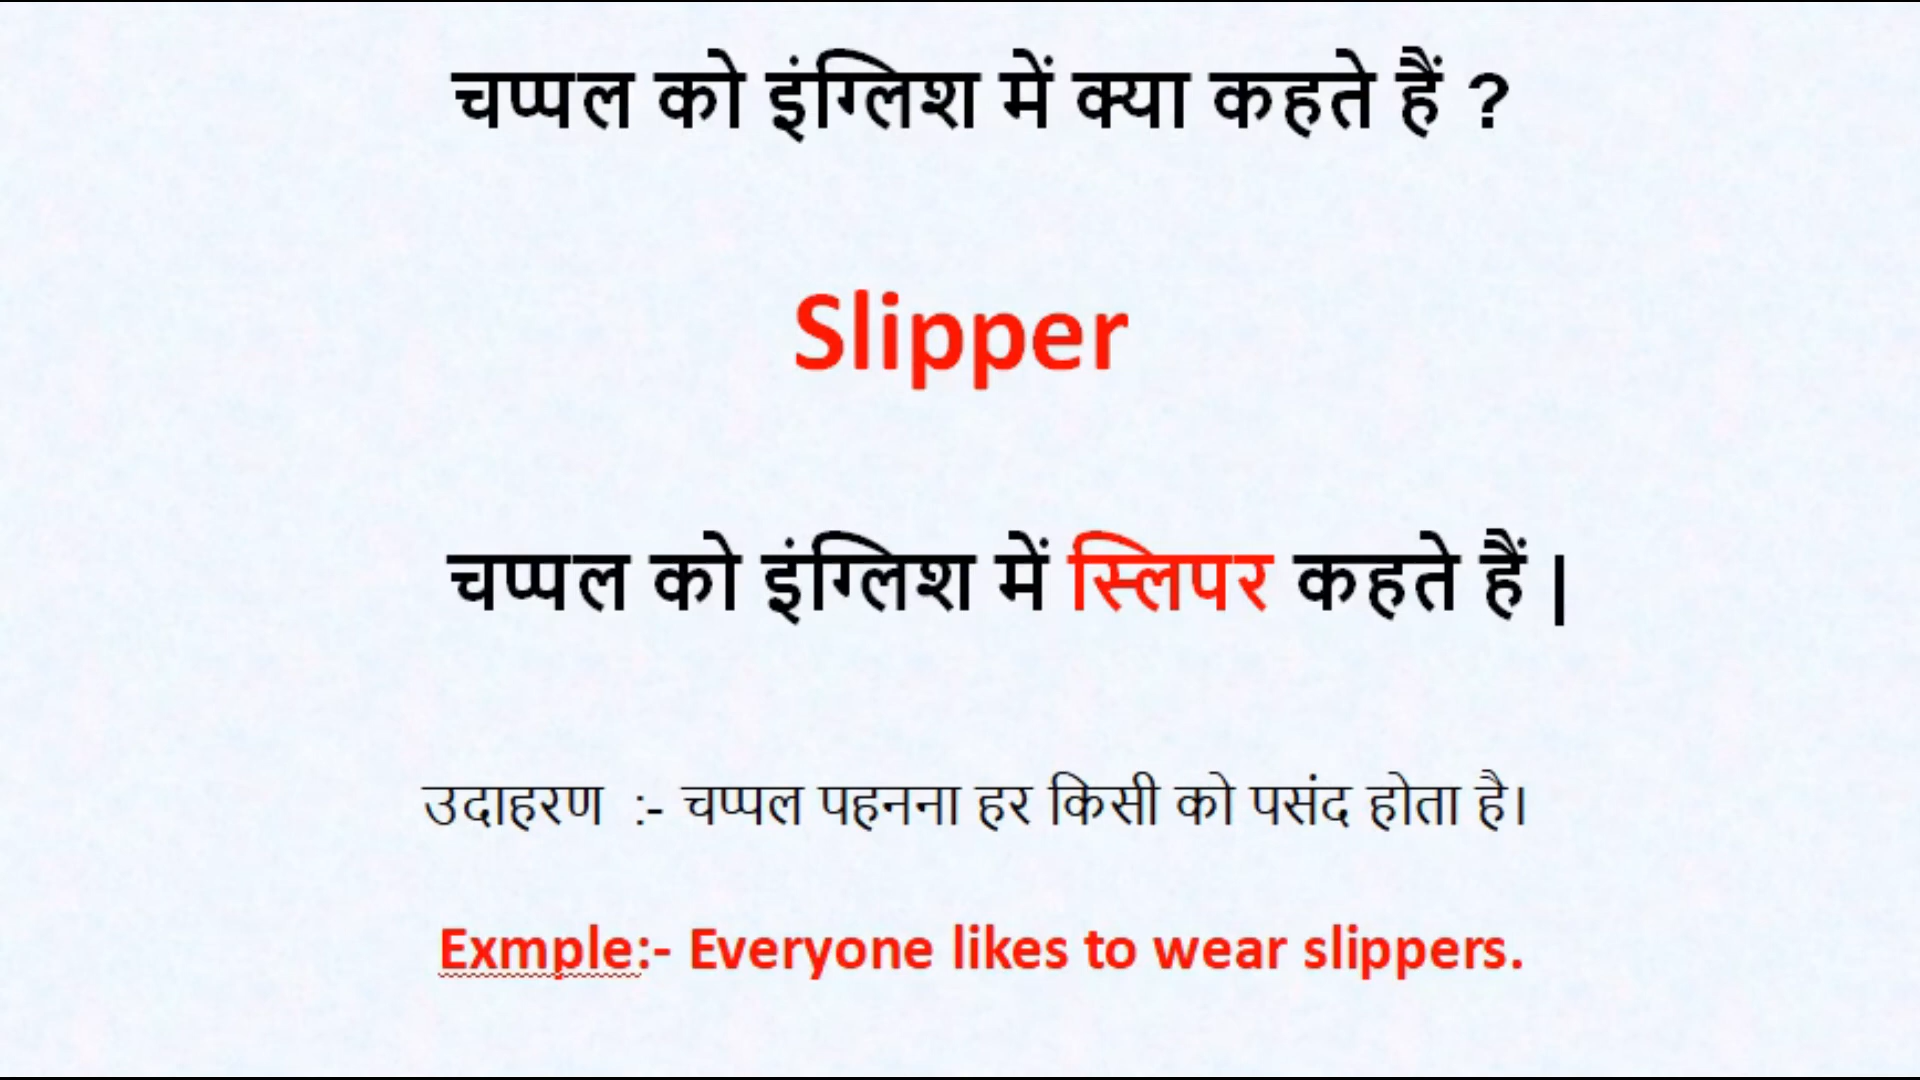 चप्पल को इंग्लिश में क्या कहते हैं ?
Slipper
चप्पल को इंग्लिश में स्लिपर कहते हैं |
उदाहरण :- चप्पल पहनना हर किसी को पसंद होता है।
Exmple:- Everyone likes to wear slippers.